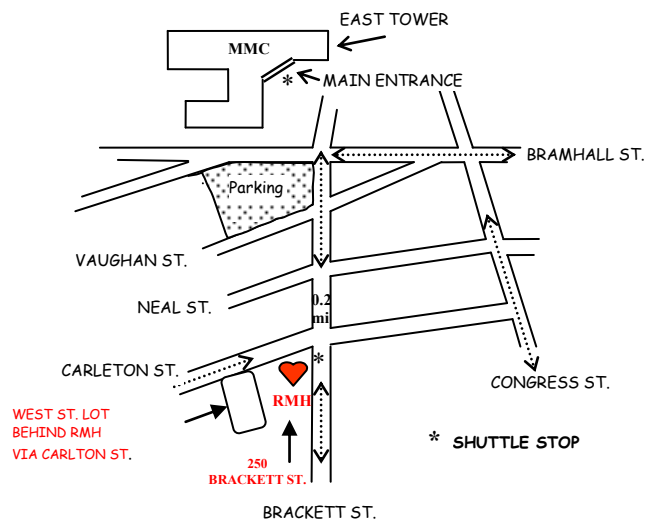 EAST TOWER
MMC
* MAIN ENTRANCE
BRAMHALL ST.
Parking
VAUGHAN ST.
NEAL ST.
0.2
mi
CARLETON ST.
*
CONGRESS ST.
RMH
WEST ST. LOT
BEHIND RMH
VIA CARLTON ST.
* SHUTTLE STOP
250
BRACKETT ST.
BRACKETT ST.